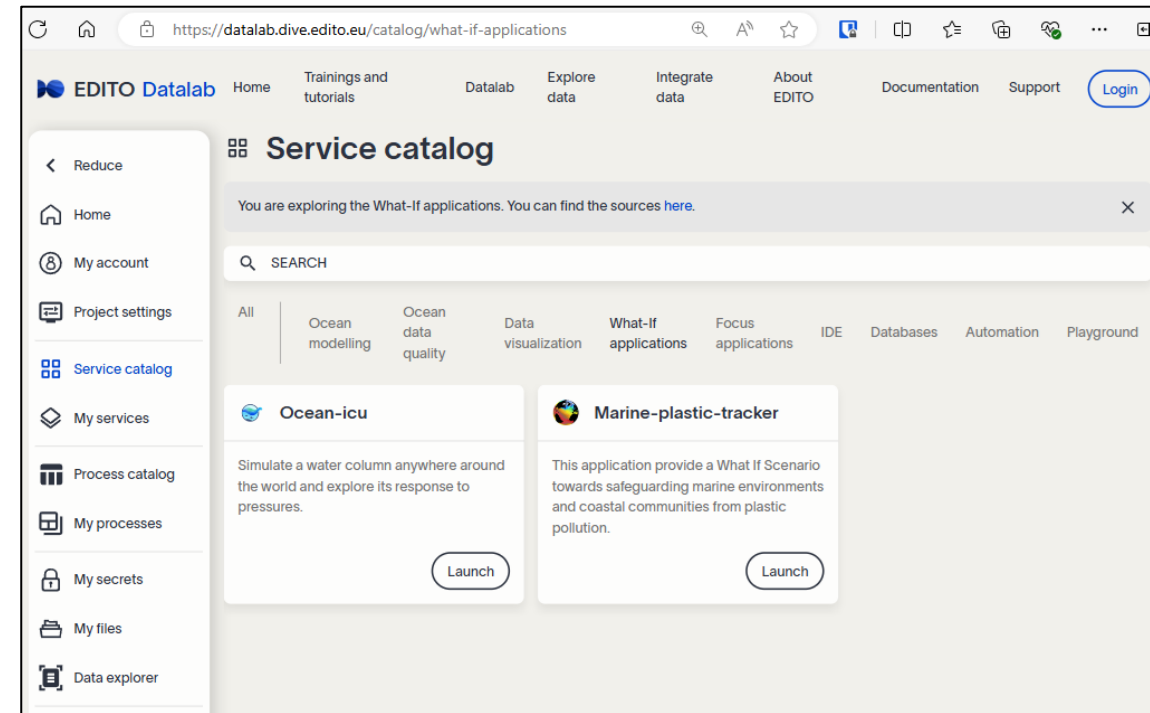 https://datalab.dive.edito.eu/catalog/what-if-applications
EDITO Datalab
Home
Trainings and
tutorials
Datalab
Explore
data
Integrate
data
About
EDITO
Documentation
Support
Login
Reduce
Home
My account
Project settings
Service catalog
My services
Process catalog
My processes
My secrets
My files
Data explorer
Service catalog
You are exploring the What-If applications. You can find the sources here.
SEARCH
All
Ocean
modelling
Ocean
data
quality
Data
visualization
What-If
applications
Focus
applications
IDE
Databases
Automation
Playground
Ocean-icu
Simulate a water column anywhere around
the world and explore its response to
pressures.
Launch
Marine-plastic-tracker
This application provide a What If Scenario
towards safeguarding marine environments
and coastal communities from plastic
pollution.
Launch